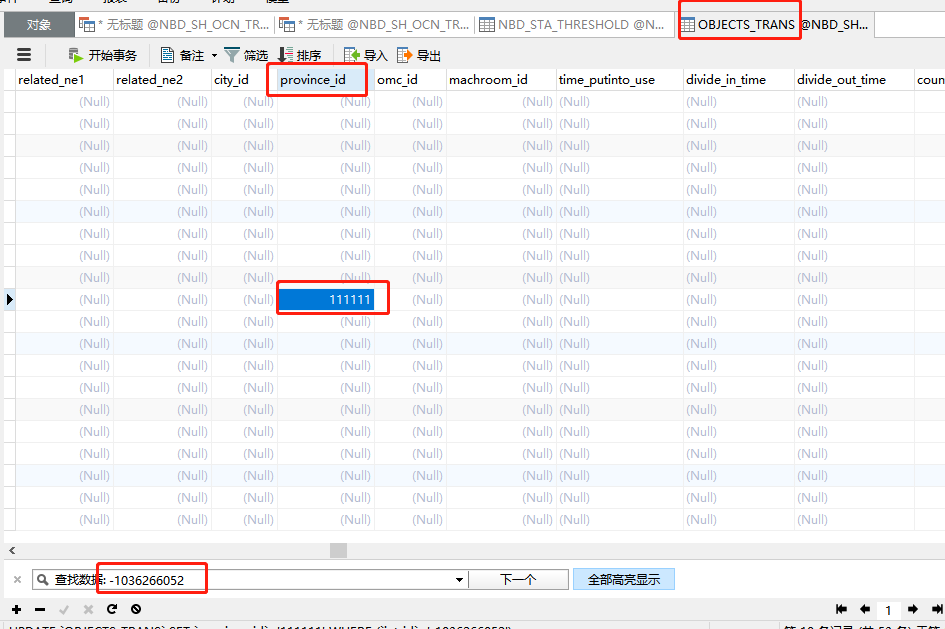 对象 * 无标题 @NBD_SH_OCN_TR... * 无标题 @NBD_SH_OCN_TR... NBD_STA_THRESHOLD @N... OBJECTS_TRANS @NBD_SH...
开始事务 备注 筛选 排序 导入 导出
related_ne1 related_ne2 city_id province_id omc_id machroom_id time_putinto_use divide_in_time divide_out_time coun
(Null) (Null) (Null) (Null) (Null) (Null) (Null) (Null) (Null)
(Null) (Null) (Null) (Null) (Null) (Null) (Null) (Null) (Null)
(Null) (Null) (Null) (Null) (Null) (Null) (Null) (Null) (Null)
(Null) (Null) (Null) (Null) (Null) (Null) (Null) (Null) (Null)
(Null) (Null) (Null) (Null) (Null) (Null) (Null) (Null) (Null)
(Null) (Null) (Null) (Null) (Null) (Null) (Null) (Null) (Null)
(Null) (Null) (Null) (Null) (Null) (Null) (Null) (Null) (Null)
(Null) (Null) (Null) (Null) (Null) (Null) (Null) (Null) (Null)
(Null) (Null) (Null) (Null) (Null) (Null) (Null) (Null) (Null)
(Null) (Null) (Null) 111111 (Null) (Null) (Null) (Null) (Null)
(Null) (Null) (Null) (Null) (Null) (Null) (Null) (Null) (Null)
(Null) (Null) (Null) (Null) (Null) (Null) (Null) (Null) (Null)
(Null) (Null) (Null) (Null) (Null) (Null) (Null) (Null) (Null)
(Null) (Null) (Null) (Null) (Null) (Null) (Null) (Null) (Null)
(Null) (Null) (Null) (Null) (Null) (Null) (Null) (Null) (Null)
(Null) (Null) (Null) (Null) (Null) (Null) (Null) (Null) (Null)
(Null) (Null) (Null) (Null) (Null) (Null) (Null) (Null) (Null)
(Null) (Null) (Null) (Null) (Null) (Null) (Null) (Null) (Null)
(Null) (Null) (Null) (Null) (Null) (Null) (Null) (Null) (Null)
(Null) (Null) (Null) (Null) (Null) (Null) (Null) (Null) (Null)
查找数据: -1036266052 下一个 全部高亮显示
1